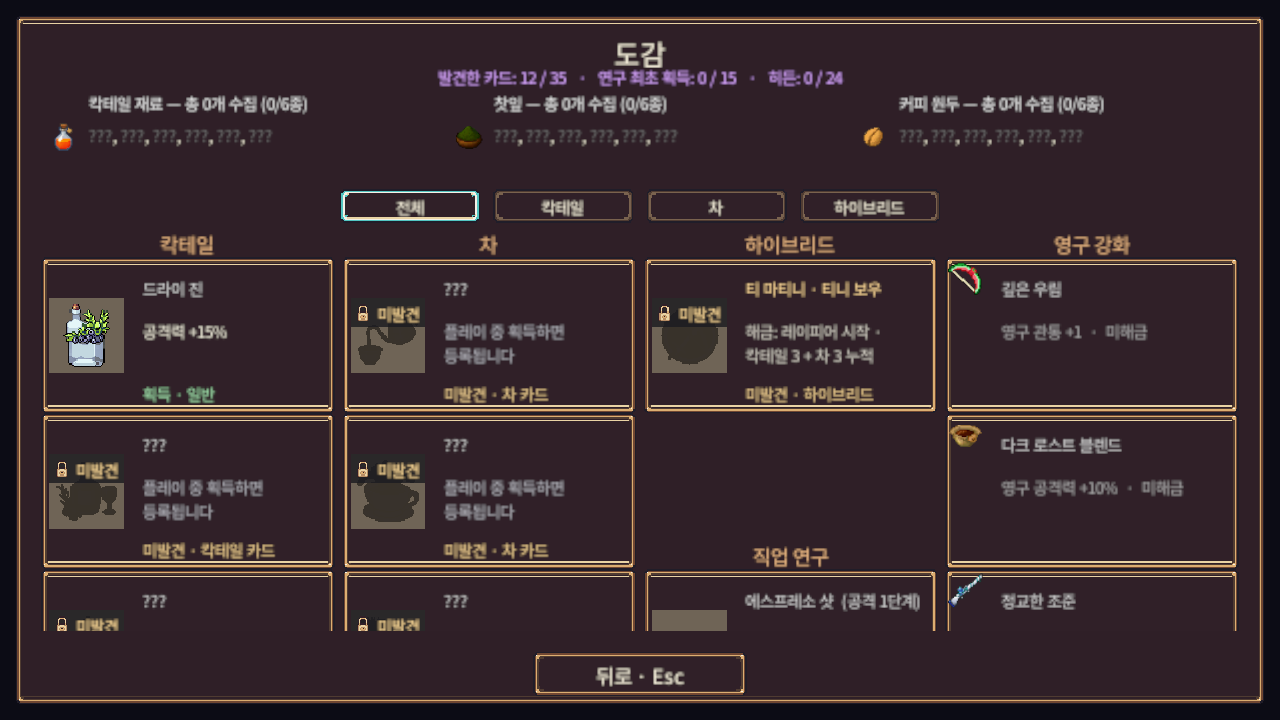 도감
발견한 카드: 12 / 35 · 연구 최초 획득: 0 / 15 · 히든: 0 / 24
칵테일 재료 — 총 0개 수집 (0/6종)
???, ???, ???, ???, ???, ???
찻잎 — 총 0개 수집 (0/6종)
???, ???, ???, ???, ???, ???
커피 원두 — 총 0개 수집 (0/6종)
???, ???, ???, ???, ???, ???
전체
칵테일
차
하이브리드
칵테일
드라이 진
공격력 +15%
획득 · 일반
???
미발견
플레이 중 획득하면
등록됩니다
미발견 · 칵테일 카드
???
미발견
차
???
미발견
플레이 중 획득하면
등록됩니다
미발견 · 차 카드
???
미발견
플레이 중 획득하면
등록됩니다
미발견 · 차 카드
???
미발견
하이브리드
티 마티니 · 티니 보우
미발견
해금: 레이피어 시작 ·
칵테일 3 + 차 3 누적
미발견 · 하이브리드
직업 연구
에스프레소 샷 (공격 1단계)
영구 강화
깊은 우림
영구 관통 +1 · 미해금
다크 로스트 블렌드
영구 공격력 +10% · 미해금
정교한 조준
뒤로 · Esc